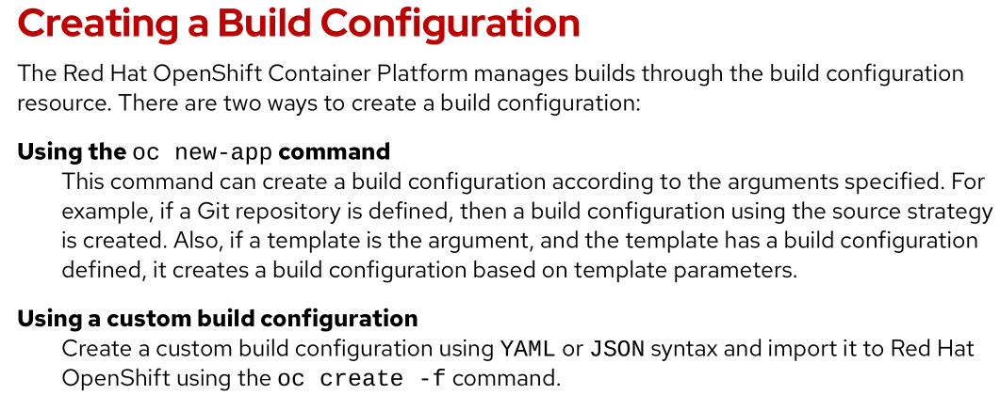 Creating a Build Configuration
The Red Hat OpenShift Container Platform manages builds through the build configuration
resource. There are two ways to create a build configuration:
Using the oc new-app command
This command can create a build configuration according to the arguments specified. For
example, if a Git repository is defined, then a build configuration using the source strategy
is created. Also, if a template is the argument, and the template has a build configuration
defined, it creates a build configuration based on template parameters.
Using a custom build configuration
Create a custom build configuration using YAML or JSON syntax and import it to Red Hat
OpenShift using the oc create -f command.